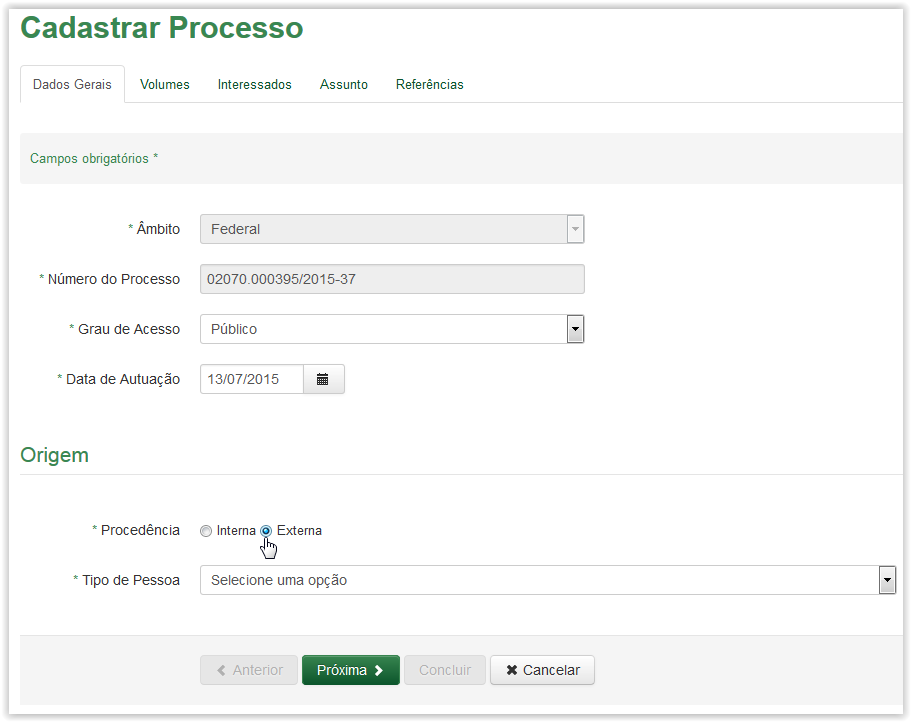 Cadastrar Processo
Dados Gerais Volumes Interessados Assunto Referências
Campos obrigatórios *
* Âmbito Federal
* Número do Processo 02070.000395/2015-37
* Grau de Acesso Público
* Data de Autuação 13/07/2015
Origem
* Procedência Interna Externa
* Tipo de Pessoa Selecione uma opção
Anterior Próxima Concluir Cancelar